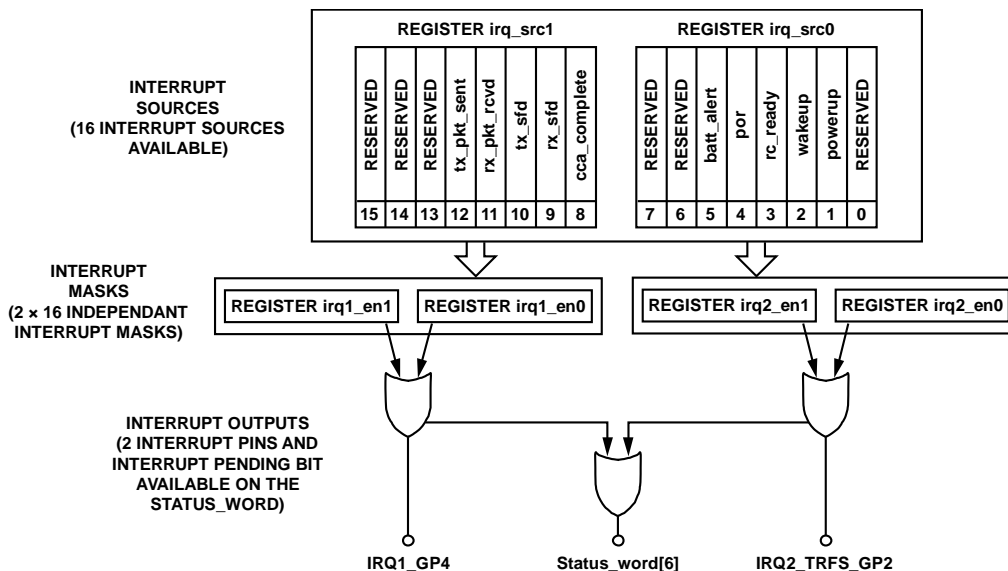 REGISTER irq_src1
REGISTER irq_src0
INTERRUPT
SOURCES
(16 INTERRUPT SOURCES
AVAILABLE)
RESERVED
RESERVED
RESERVED
tx_pkt_sent
rx_pkt_rcvd
tx_sfd
rx_sfd
cca_complete
RESERVED
RESERVED
batt_alert
por
rc_ready
wakeup
powerup
RESERVED
15 14 13 12 11 10 9 8
7 6 5 4 3 2 1 0
INTERRUPT
MASKS
(2 × 16 INDEPENDANT
INTERRUPT MASKS)
REGISTER irq1_en1
REGISTER irq1_en0
REGISTER irq2_en1
REGISTER irq2_en0
INTERRUPT OUTPUTS
(2 INTERRUPT PINS AND
INTERRUPT PENDING BIT
AVAILABLE ON THE
STATUS_WORD)
IRQ1_GP4
Status_word[6]
IRQ2_TRFS_GP2